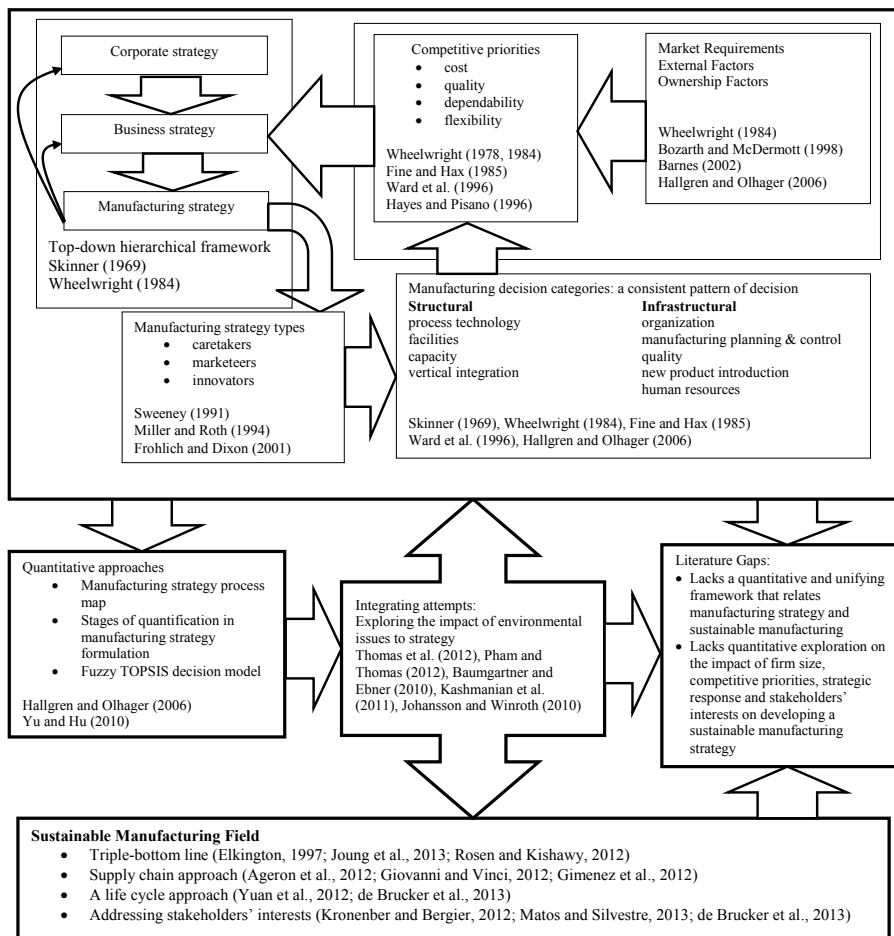 Corporate strategy
Business strategy
Manufacturing strategy
Top-down hierarchical framework
Skinner (1969)
Wheelwright (1984)
Competitive priorities
• cost
• quality
• dependability
• flexibility
Wheelwright (1978, 1984)
Fine and Hax (1985)
Ward et al. (1996)
Hayes and Pisano (1996)
Market Requirements
External Factors
Ownership Factors
Wheelwright (1984)
Bozarth and McDermott (1998)
Barnes (2002)
Hallgren and Olhager (2006)
Manufacturing strategy types
• caretakers
• marketeers
• innovators
Sweeney (1991)
Miller and Roth (1994)
Frohlich and Dixon (2001)
Manufacturing decision categories: a consistent pattern of decision
Structural
process technology
facilities
capacity
vertical integration
Infrastructural
organization
manufacturing planning & control
quality
new product introduction
human resources
Skinner (1969), Wheelwright (1984), Fine and Hax (1985)
Ward et al. (1996), Hallgren and Olhager (2006)
Quantitative approaches
• Manufacturing strategy process
map
• Stages of quantification in
manufacturing strategy
formulation
• Fuzzy TOPSIS decision model
Hallgren and Olhager (2006)
Yu and Hu (2010)
Integrating attempts:
Exploring the impact of environmental
issues to strategy
Thomas et al. (2012), Pham and
Thomas (2012), Baumgartner and
Ebner (2010), Kashmanian et al.
(2011), Johansson and Winroth (2010)
Literature Gaps:
• Lacks a quantitative and unifying
framework that relates
manufacturing strategy and
sustainable manufacturing
• Lacks quantitative exploration on
the impact of firm size,
competitive priorities, strategic
response and stakeholders’
interests on developing a
sustainable manufacturing
strategy
Sustainable Manufacturing Field
• Triple-bottom line (Elkington, 1997; Joung et al., 2013; Rosen and Kishawy, 2012)
• Supply chain approach (Ageron et al., 2012; Giovanni and Vinci, 2012; Gimenez et al., 2012)
• A life cycle approach (Yuan et al., 2012; de Brucker et al., 2013)
• Addressing stakeholders’ interests (Kronenber and Bergier, 2012; Matos and Silvestre, 2013; de Brucker et al., 2013)